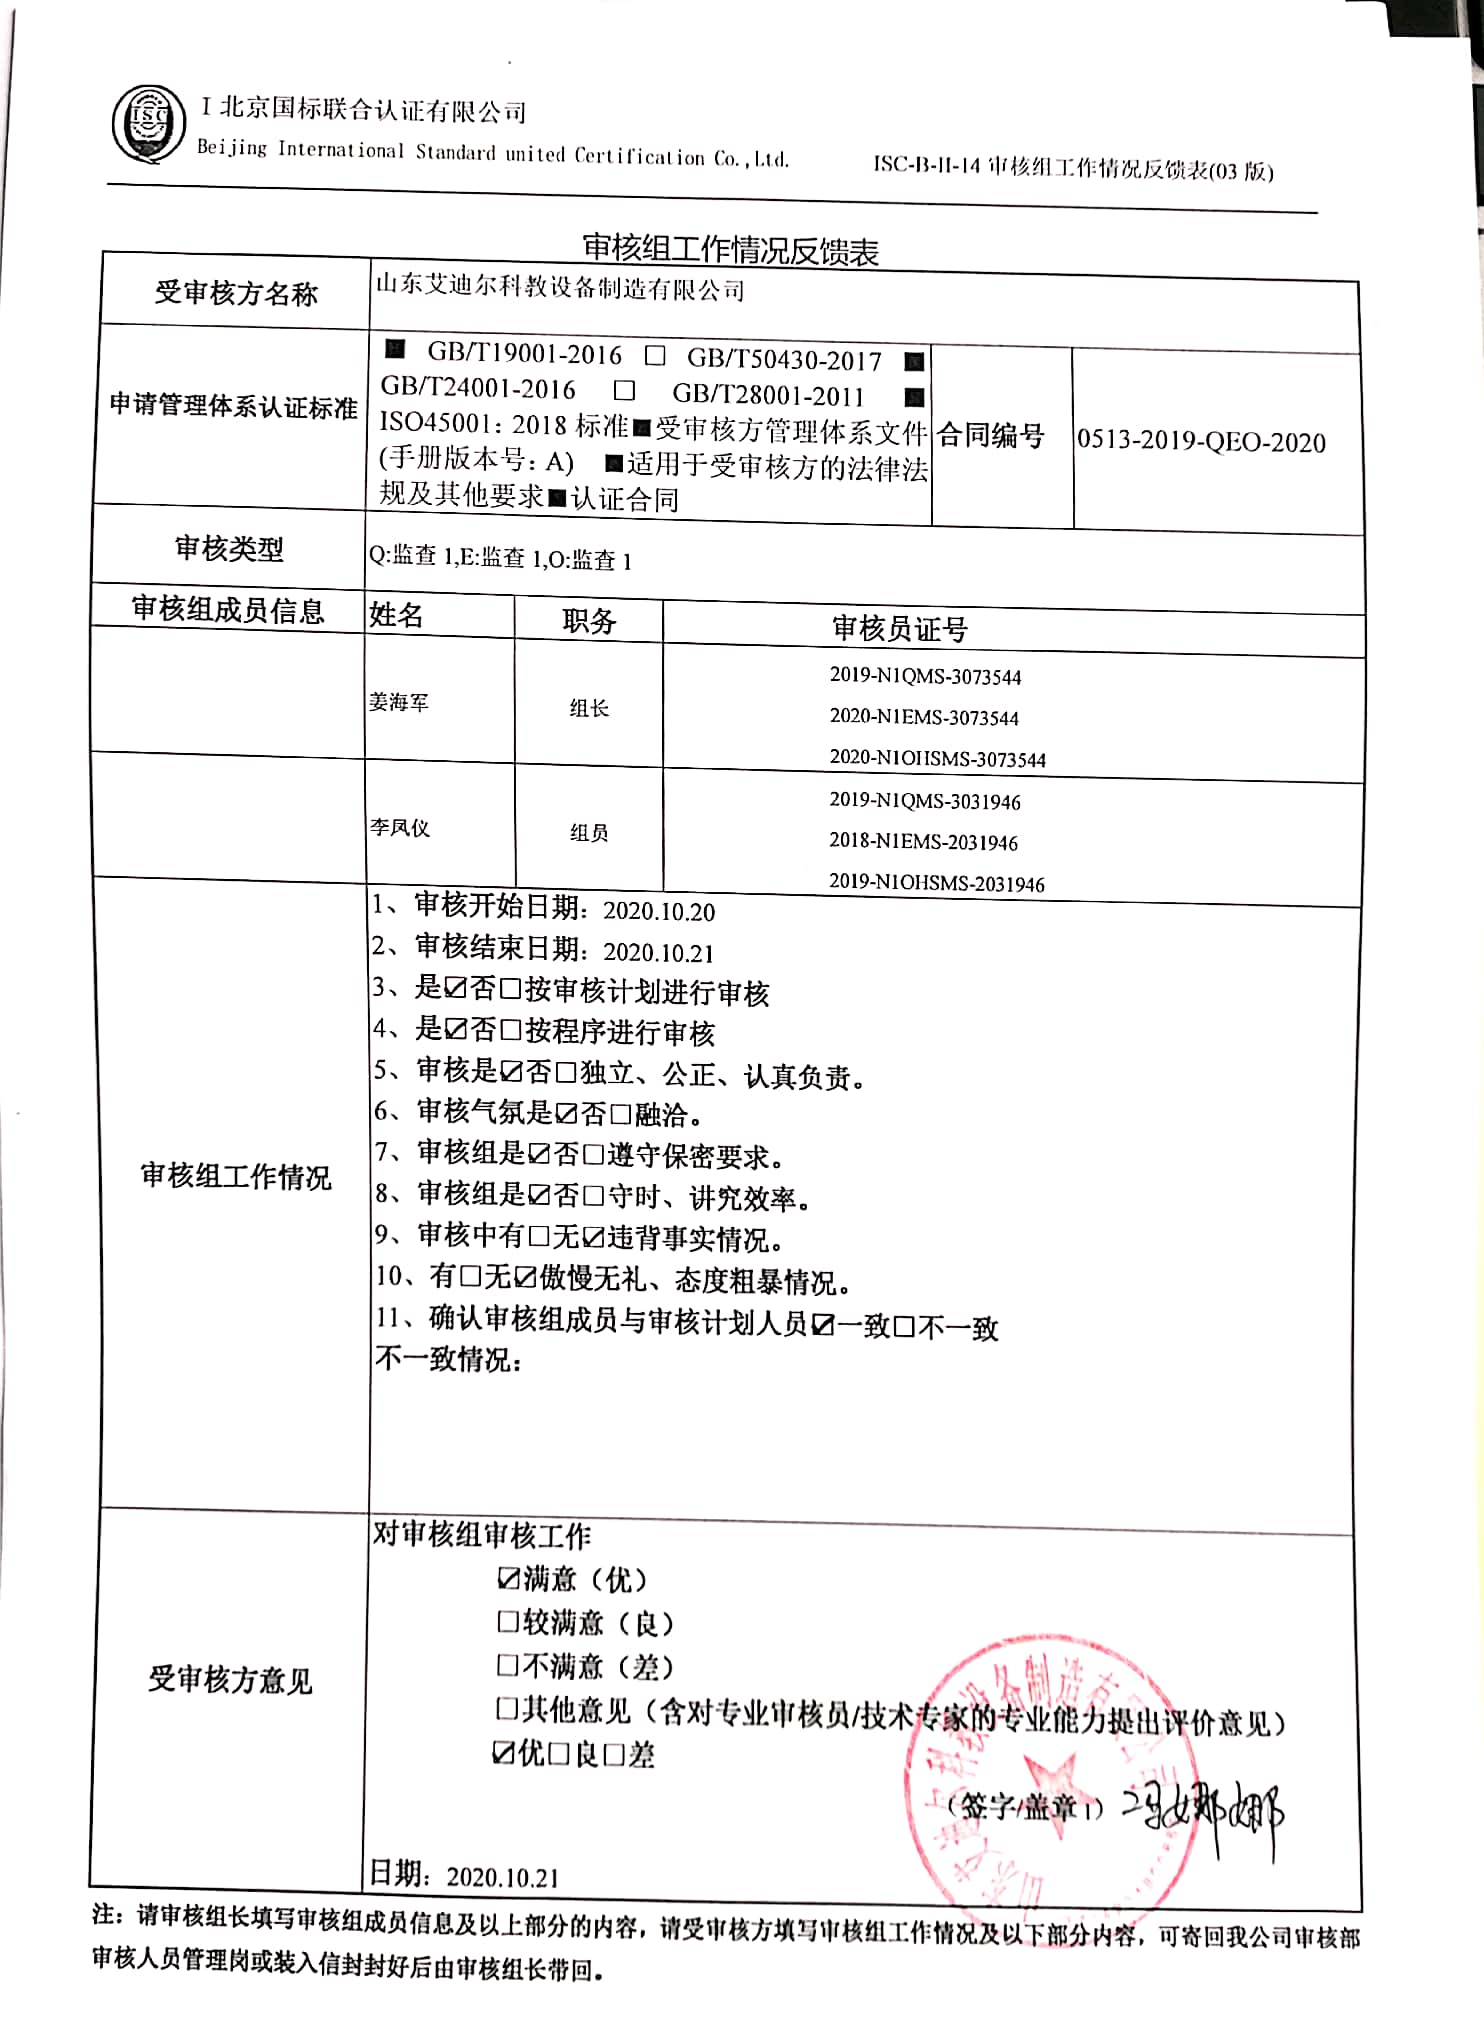 ISC
I 北京国标联合认证有限公司
Beijing International Standard united Certification Co.,Ltd.
ISC-B-II-14 审核组工作情况反馈表(03 版)
审核组工作情况反馈表
受审核方名称
山东艾迪尔科教设备制造有限公司
申请管理体系认证标准
■ GB/T19001-2016 □ GB/T50430-2017 ■
GB/T24001-2016 □ GB/T28001-2011 ■
ISO45001: 2018 标准■受审核方管理体系文件
(手册版本号: A) ■适用于受审核方的法律法
规及其他要求■认证合同
合同编号
0513-2019-QEO-2020
审核类型
Q:监查 1,E:监查 1,O:监查 1
审核组成员信息 姓名 职务 审核员证号
姜海军 组长
2019-N1QMS-3073544
2020-N1EMS-3073544
2020-N1OHSMS-3073544
李凤仪 组员
2019-N1QMS-3031946
2018-N1EMS-2031946
2019-N1OHSMS-2031946
审核组工作情况
1、审核开始日期: 2020.10.20
2、审核结束日期: 2020.10.21
3、是☑否□按审核计划进行审核
4、是☑否□按程序进行审核
5、审核是☑否□独立、公正、认真负责。
6、审核气氛是☑否□融洽。
7、审核组是☑否□遵守保密要求。
8、审核组是☑否□守时、讲究效率。
9、审核中有□无☑违背事实情况。
10、有□无☑傲慢无礼、态度粗暴情况。
11、确认审核组成员与审核计划人员☑一致□不一致
不一致情况:
受审核方意见
对审核组审核工作
☑满意（优）
□较满意（良）
□不满意（差）
□其他意见（含对专业审核员/技术专家的专业能力提出评价意见）
☑优□良□差
（签字/盖章）冯娜娜
日期: 2020.10.21
注: 请审核组长填写审核组成员信息及以上部分的内容，请受审核方填写审核组工作情况及以下部分内容，可寄回我公司审核部
审核人员管理岗或装入信封封好后由审核组长带回。